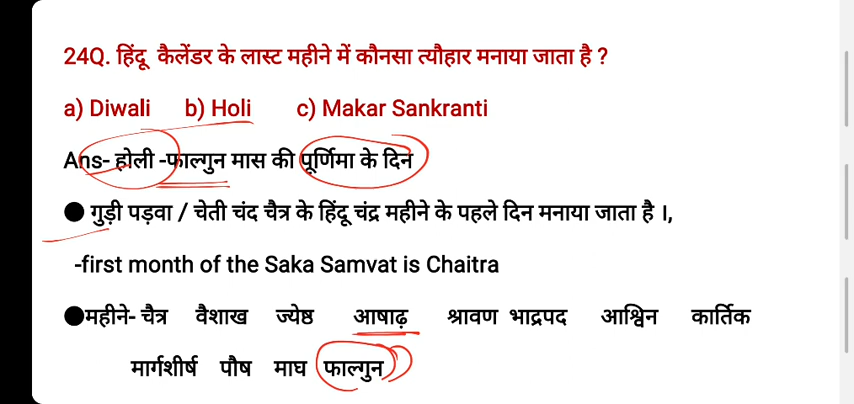 24Q. हिंदू कैलेंडर के लास्ट महीने में कौनसा त्यौहार मनाया जाता है ?
a) Diwali b) Holi c) Makar Sankranti
Ans- होली -फाल्गुन मास की पूर्णिमा के दिन
● गुड़ी पड़वा / चेती चंद चैत्र के हिंदू चंद्र महीने के पहले दिन मनाया जाता है ।,
-first month of the Saka Samvat is Chaitra
●महीने- चैत्र वैशाख ज्येष्ठ आषाढ़ श्रावण भाद्रपद आश्विन कार्तिक
मार्गशीर्ष पौष माघ फाल्गुन